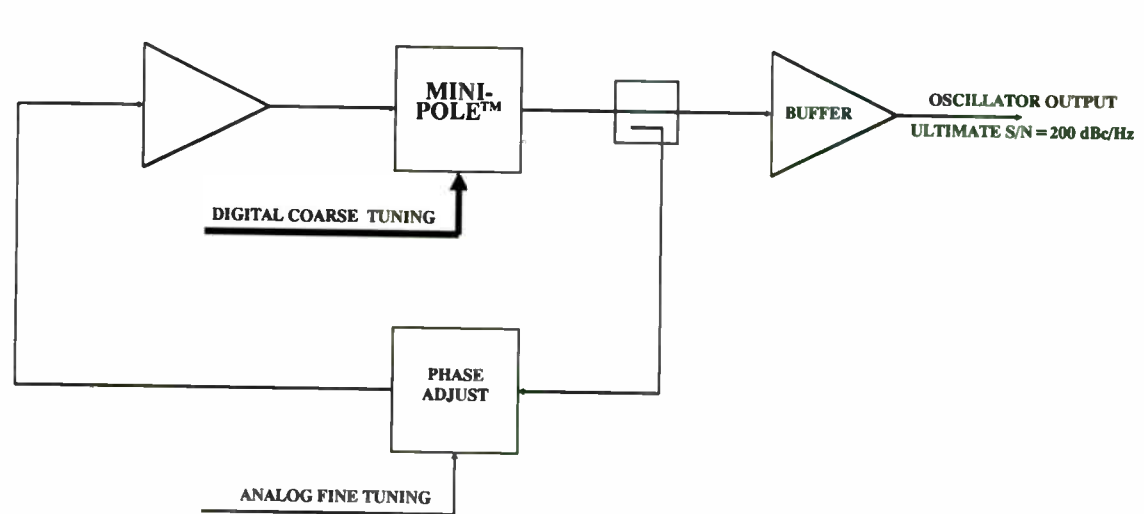 MINI-
POLE™
BUFFER
OSCILLATOR OUTPUT
ULTIMATE S/N = 200 dBc/Hz
DIGITAL COARSE TUNING
PHASE
ADJUST
ANALOG FINE TUNING